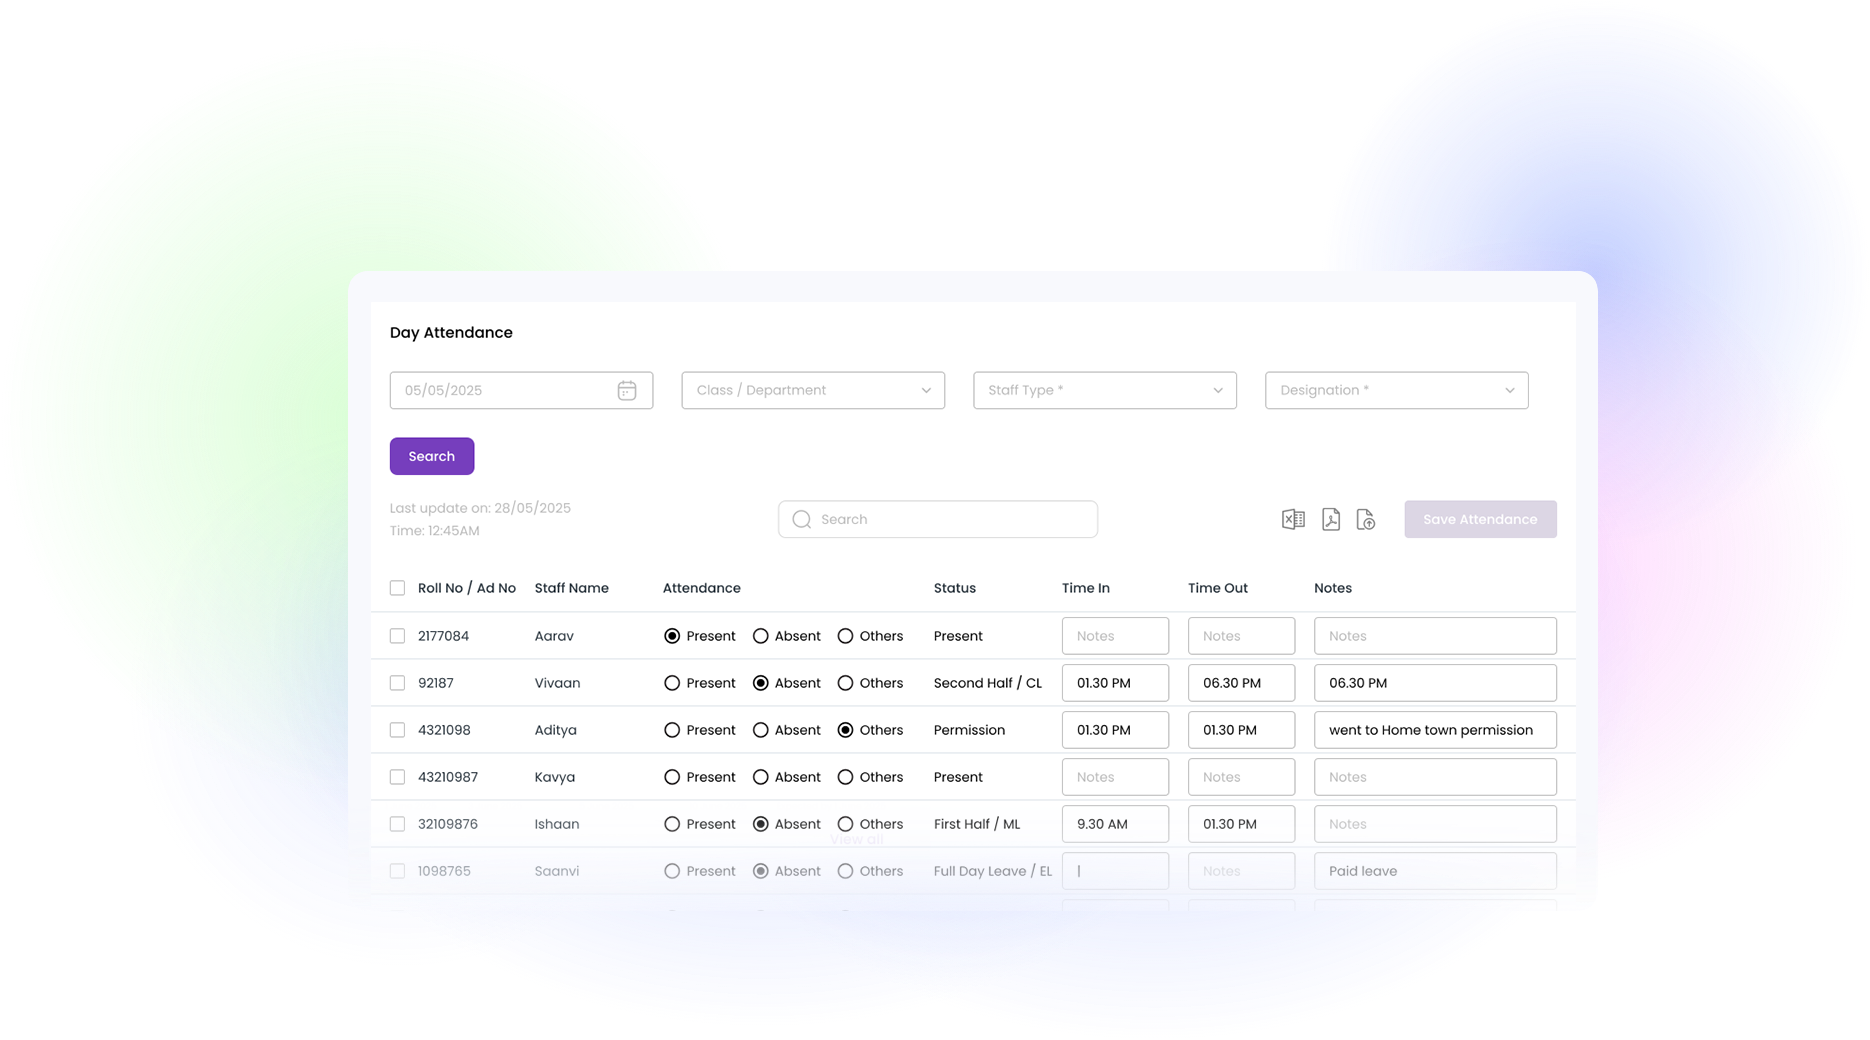 Day Attendance
05/05/2025 Class / Department Staff Type * Designation *
Search
Last update on: 28/05/2025
Time: 12:45AM
Search
Save Attendance
Roll No / Ad No Staff Name Attendance Status Time In Time Out Notes
2177084 Aarav Present Absent Others Present Notes Notes Notes
92187 Vivaan Present Absent Others Second Half / CL 01.30 PM 06.30 PM 06.30 PM
4321098 Aditya Present Absent Others Permission 01.30 PM 01.30 PM went to Home town permission
43210987 Kavya Present Absent Others Present Notes Notes Notes
32109876 Ishaan Present Absent Others First Half / ML 9.30 AM 01.30 PM Notes
View all
1098765 Saanvi Present Absent Others Full Day Leave / EL Notes Paid leave